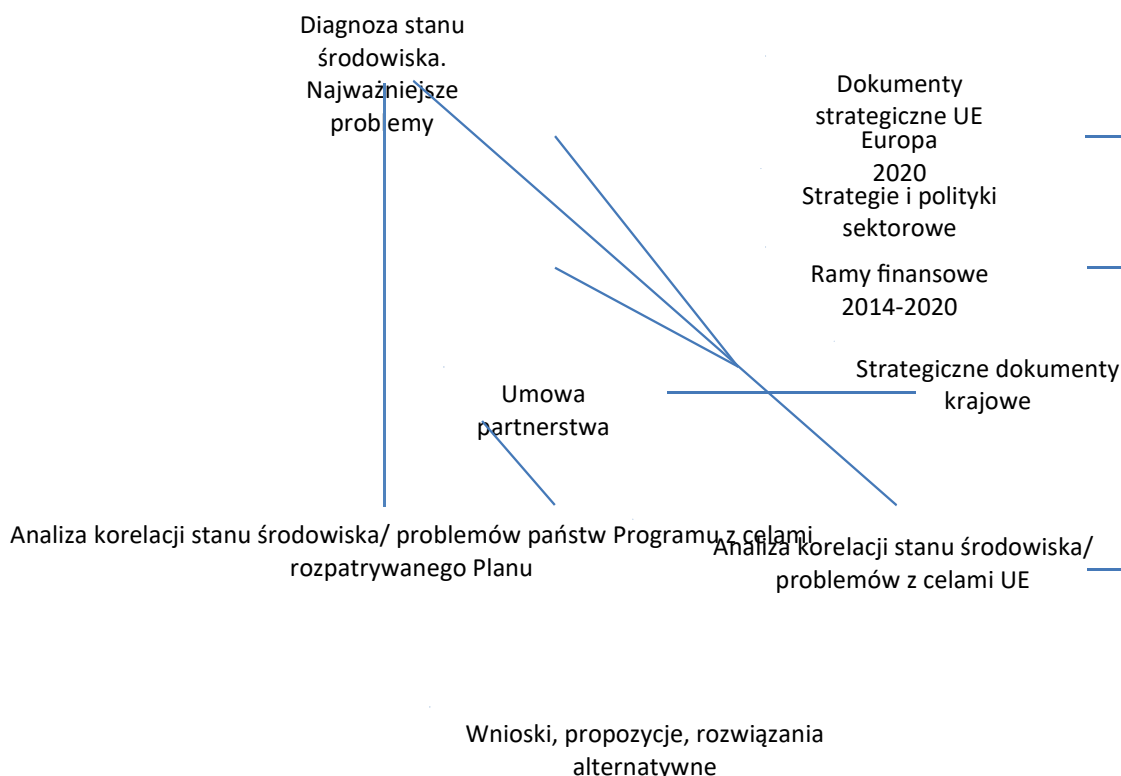 Diagnoza stanu
środowiska.
Najważniejsze
problemy
Dokumenty
strategiczne UE
Europa
2020
Strategie i polityki
sektorowe
Ramy finansowe
2014-2020
Strategiczne dokumenty
krajowe
Umowa
partnerstwa
Analiza korelacji stanu środowiska/ problemów państw Programu z celami
rozpatrywanego Planu
Analiza korelacji stanu środowiska/
problemów z celami UE
Wnioski, propozycje, rozwiązania
alternatywne